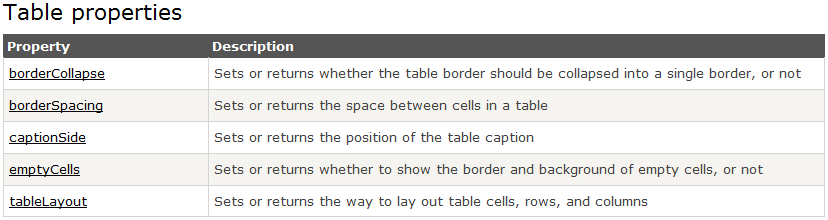 Table properties
Property Description
borderCollapse Sets or returns whether the table border should be collapsed into a single border, or not
borderSpacing Sets or returns the space between cells in a table
captionSide Sets or returns the position of the table caption
emptyCells Sets or returns whether to show the border and background of empty cells, or not
tableLayout Sets or returns the way to lay out table cells, rows, and columns